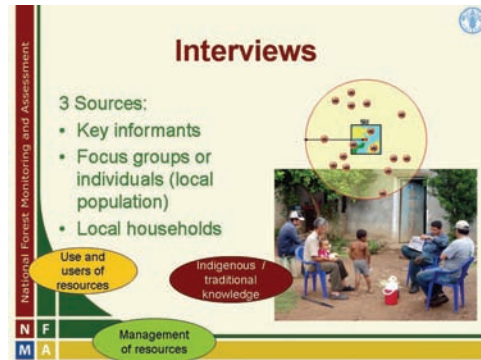 Interviews
3 Sources:
• Key informants
• Focus groups or
individuals (local
population)
• Local households
Use and
users of
resources
Indigenous /
traditional
knowledge
Management
of resources
National Forest Monitoring and Assessment
N F
M A